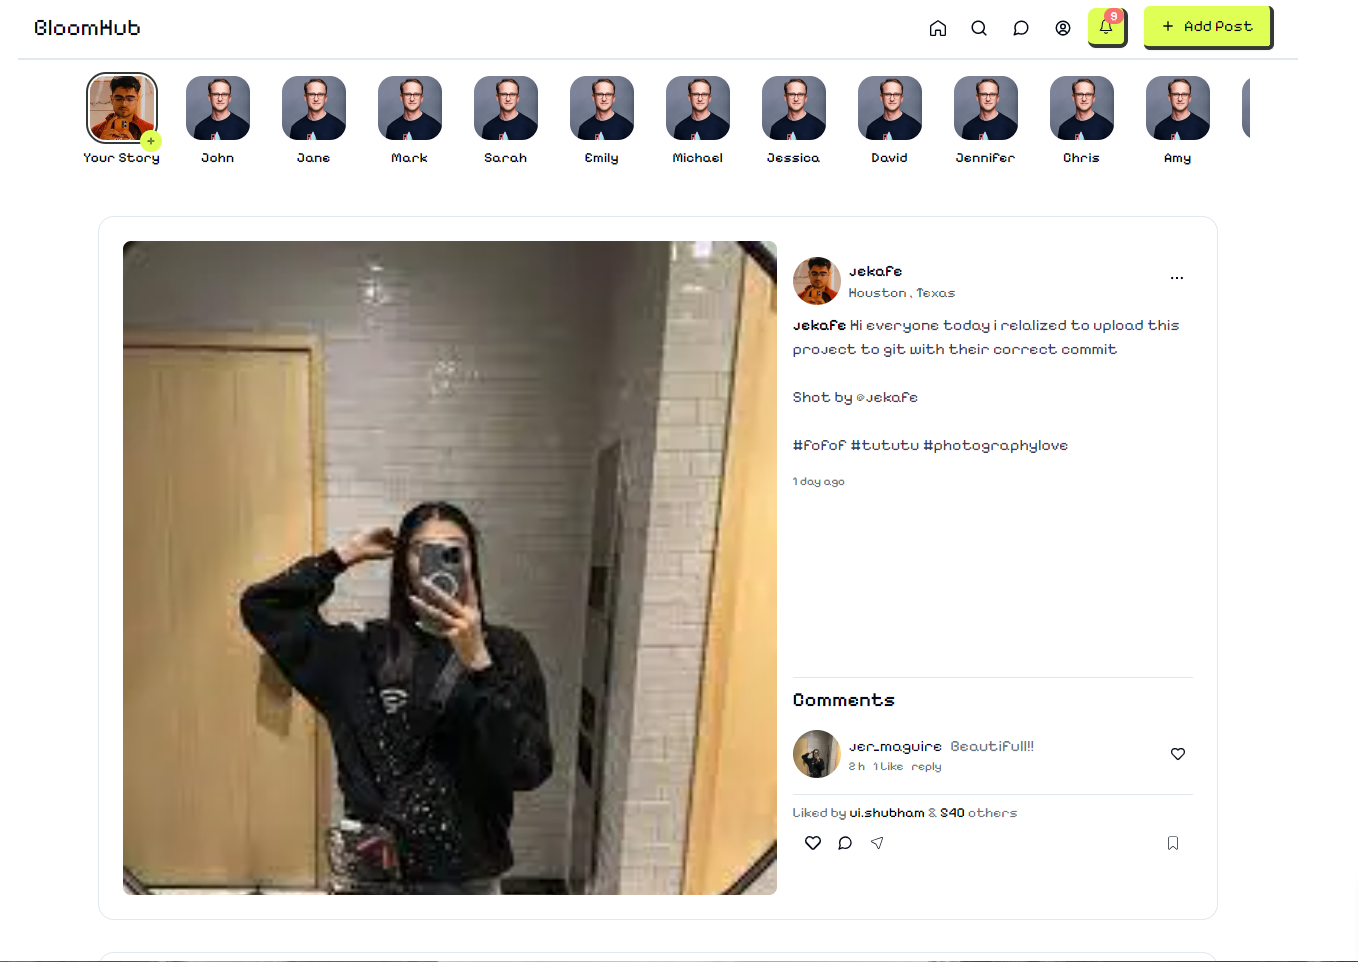 BloomHub
9
+ Add Post
Your Story
John
Jane
Mark
Sarah
Emily
Michael
Jessica
David
Jennifer
Chris
Amy
jekafe
Houston , Texas
jekafe Hi everyone today i relalized to upload this
project to git with their correct commit
Shot by @jekafe
#fofof #tututu #photographylove
1 day ago
Comments
jer_maguire Beautifull!!
2 h 1 Like reply
Liked by ui.shubham & 840 others